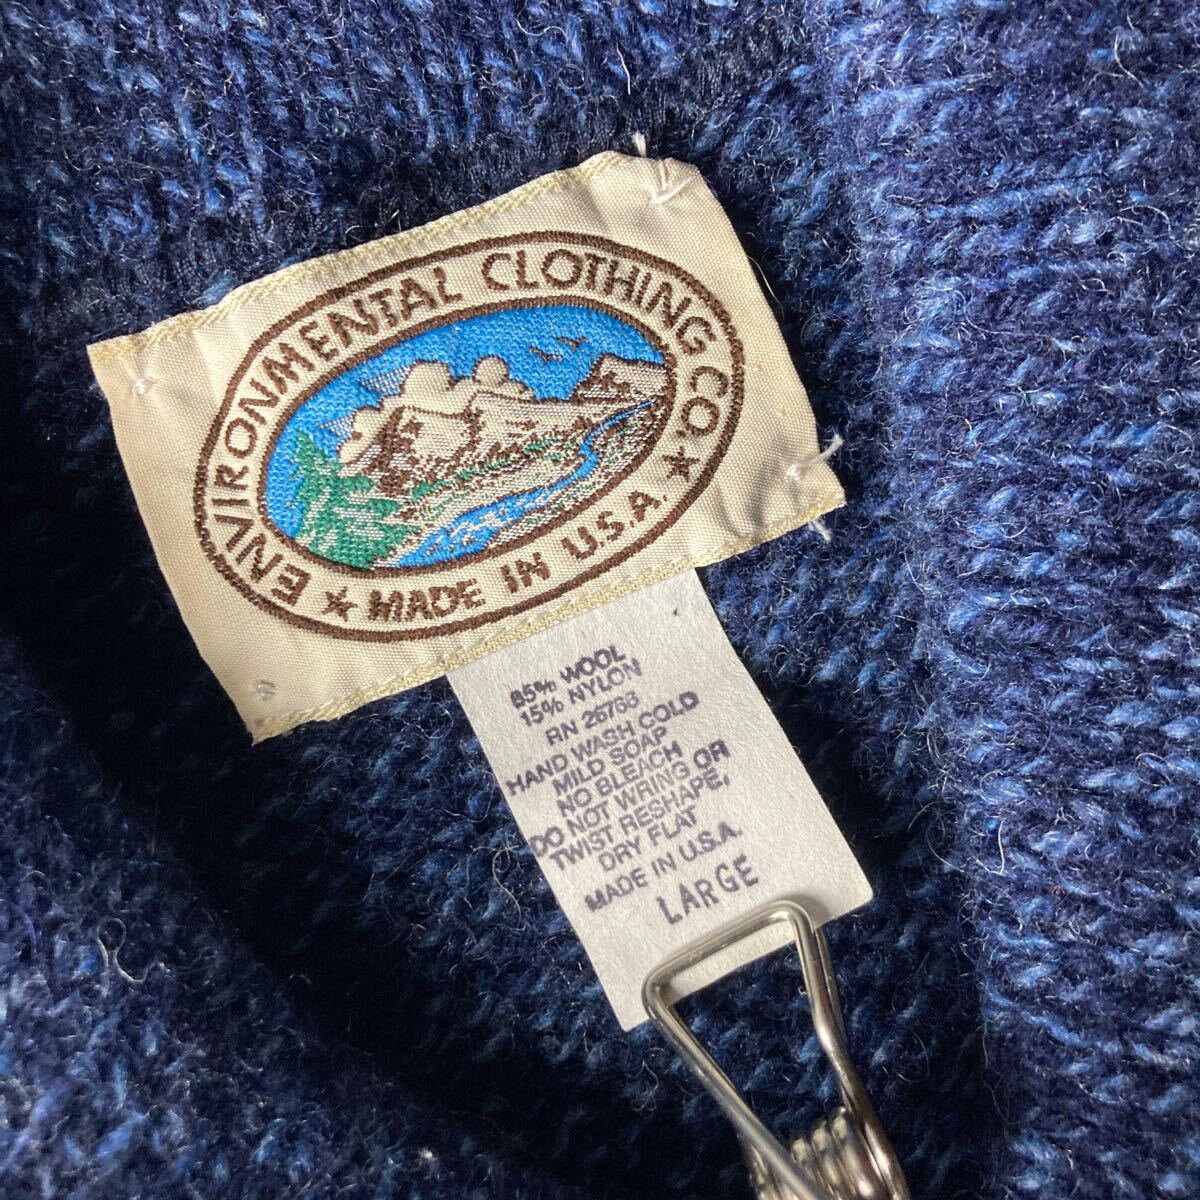 ENVIRONMENTAL CLOTHING CO.
★ MADE IN U.S.A. ★
85% WOOL
15% NYLON
RN 26788
HAND WASH COLD
MILD SOAP
NO BLEACH
DO NOT WRING OR
TWIST RESHAPE,
DRY FLAT
MADE IN U.S.A.
LARGE